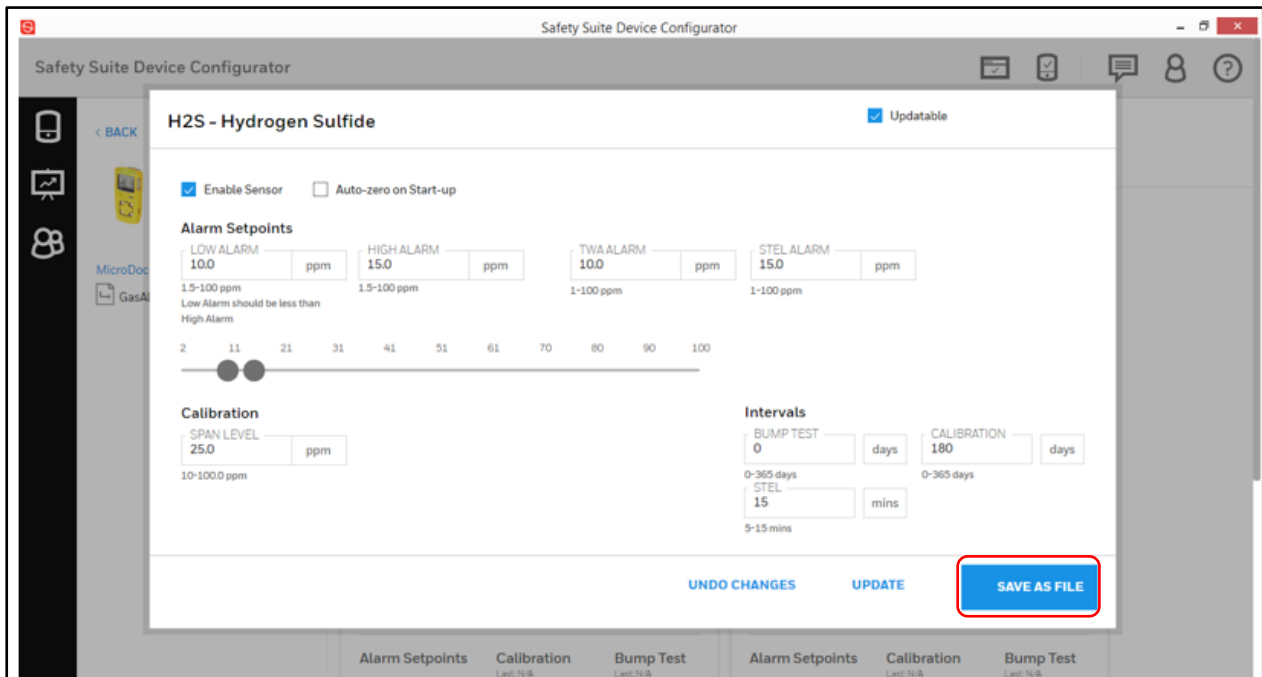 Safety Suite Device Configurator
Safety Suite Device Configurator
< BACK
H2S - Hydrogen Sulfide
Updatable
Enable Sensor
Auto-zero on Start-up
Alarm Setpoints
LOW ALARM
HIGH ALARM
TWA ALARM
STEL ALARM
10.0 ppm
15.0 ppm
10.0 ppm
15.0 ppm
1.5-100 ppm
1.5-100 ppm
1-100 ppm
1-100 ppm
Low Alarm should be less than
High Alarm
MicroDoc
GasAl
2 11 21 31 41 51 61 70 80 90 100
Calibration
SPAN LEVEL
25.0 ppm
10-100.0 ppm
Intervals
BUMP TEST
CALIBRATION
0 days
180 days
0-365 days
0-365 days
STEL
15 mins
5-15 mins
UNDO CHANGES
UPDATE
SAVE AS FILE
Alarm Setpoints Calibration Bump Test
Last: N/A Last: N/A
Alarm Setpoints Calibration Bump Test
Last: N/A Last: N/A